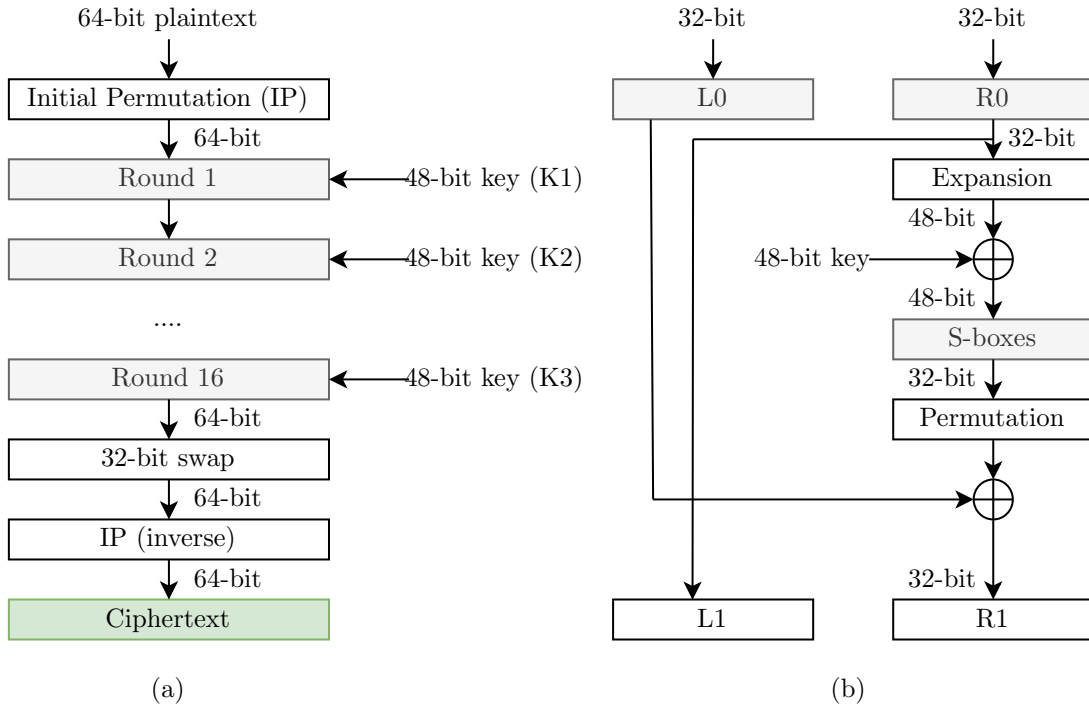 64-bit plaintext
Initial Permutation (IP)
64-bit
Round 1
48-bit key (K1)
Round 2
48-bit key (K2)
....
Round 16
48-bit key (K3)
64-bit
32-bit swap
64-bit
IP (inverse)
64-bit
Ciphertext
(a)
32-bit
32-bit
L0
R0
32-bit
Expansion
48-bit
48-bit key
48-bit
S-boxes
32-bit
Permutation
32-bit
L1
R1
(b)